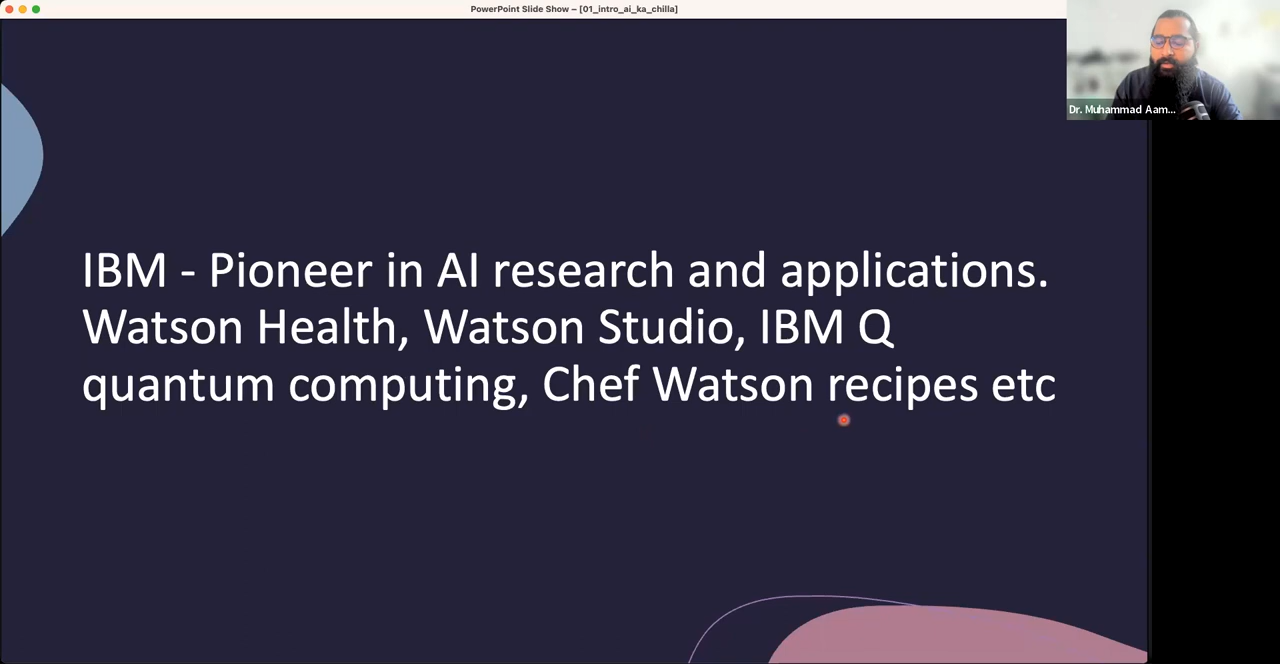 PowerPoint Slide Show – [01_intro_ai_ka_chilla]
Dr. Muhammad Aam...
IBM - Pioneer in AI research and applications.
Watson Health, Watson Studio, IBM Q
quantum computing, Chef Watson recipes etc